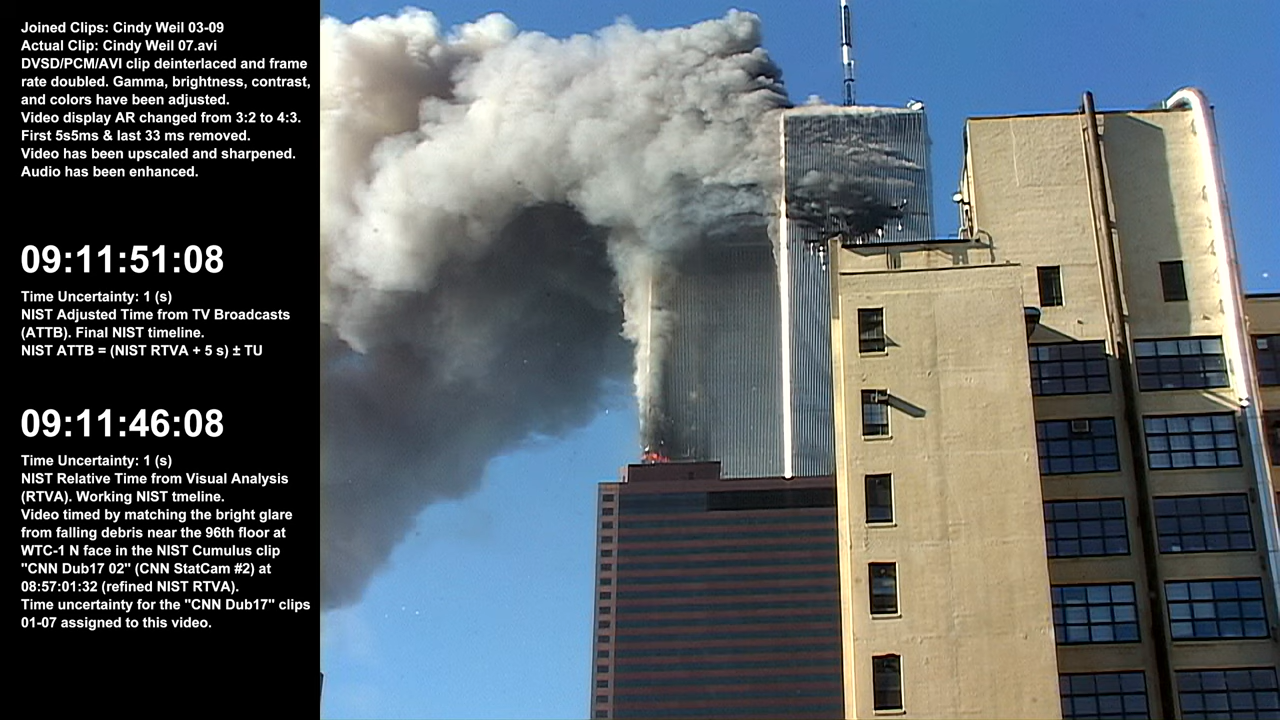 Joined Clips: Cindy Weil 03-09
Actual Clip: Cindy Weil 07.avi
DVSD/PCM/AVI clip deinterlaced and frame
rate doubled. Gamma, brightness, contrast,
and colors have been adjusted.
Video display AR changed from 3:2 to 4:3.
First 5s5ms & last 33 ms removed.
Video has been upscaled and sharpened.
Audio has been enhanced.
09:11:51:08
Time Uncertainty: 1 (s)
NIST Adjusted Time from TV Broadcasts
(ATTB). Final NIST timeline.
NIST ATTB = (NIST RTVA + 5 s) ± TU
09:11:46:08
Time Uncertainty: 1 (s)
NIST Relative Time from Visual Analysis
(RTVA). Working NIST tmeline.
Video timed by matching the bright glare
from falling debris near the 96th floor at
WTC-1 N face in the NIST Cumulus clip
"CNN Dub17 02" (CNN StatCam #2) at
08:57:01:32 (refined NIST RTVA).
Time uncertainty for the "CNN Dub17" clips
01-07 assigned to this video.